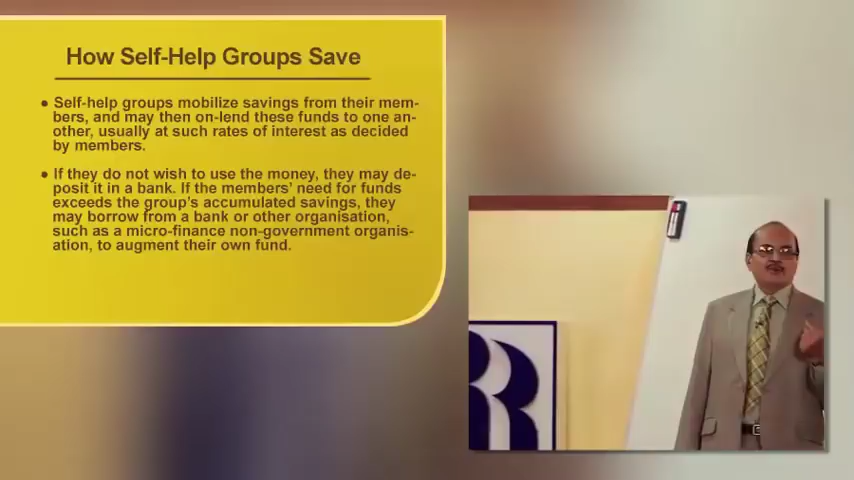 How Self-Help Groups Save
● Self-help groups mobilize savings from their mem-
bers, and may then on-lend these funds to one an-
other, usually at such rates of interest as decided
by members.
● If they do not wish to use the money, they may de-
posit it in a bank. If the members' need for funds
exceeds the group's accumulated savings, they
may borrow from a bank or other organisation,
such as a micro-finance non-government organis-
ation, to augment their own fund.